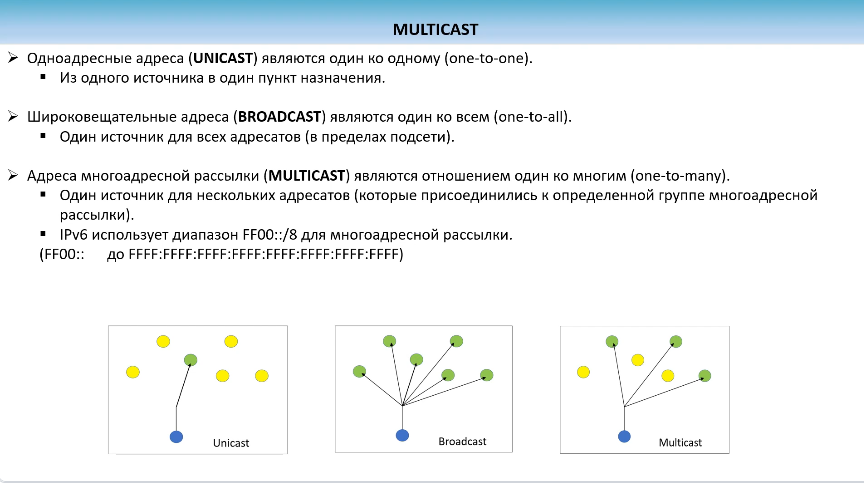 MULTICAST
➢ Одноадресные адреса (UNICAST) являются один ко одному (one-to-one).
▪ Из одного источника в один пункт назначения.
➢ Широковещательные адреса (BROADCAST) являются один ко всем (one-to-all).
▪ Один источник для всех адресатов (в пределах подсети).
➢ Адреса многоадресной рассылки (MULTICAST) являются отношением один ко многим (one-to-many).
▪ Один источник для нескольких адресатов (которые присоединились к определенной группе многоадресной
рассылки).
▪ IPv6 использует диапазон FF00::/8 для многоадресной рассылки.
(FF00:: до FFFF:FFFF:FFFF:FFFF:FFFF:FFFF:FFFF:FFFF)
Unicast
Broadcast
Multicast